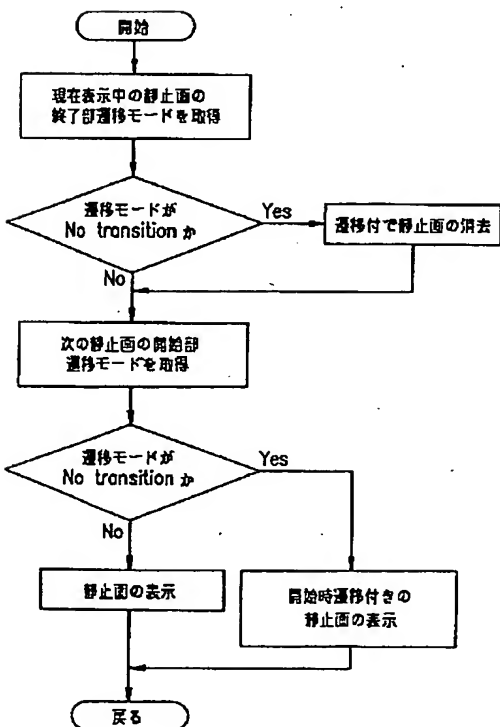 開始
現在表示中の静止画の
終了部遷移モードを取得
遷移モードが
No transition か
Yes
遷移付で静止画の消去
No
次の静止画の開始部
遷移モードを取得
遷移モードが
No transition か
Yes
No
静止画の表示
開始時遷移付きの
静止画の表示
戻る